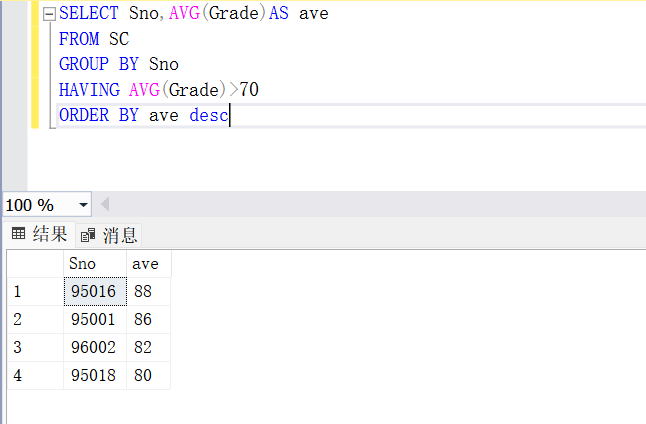 SELECT Sno,AVG(Grade)AS ave
FROM SC
GROUP BY Sno
HAVING AVG(Grade)>70
ORDER BY ave desc
100 %
结果 消息
Sno ave
1 95016 88
2 95001 86
3 96002 82
4 95018 80